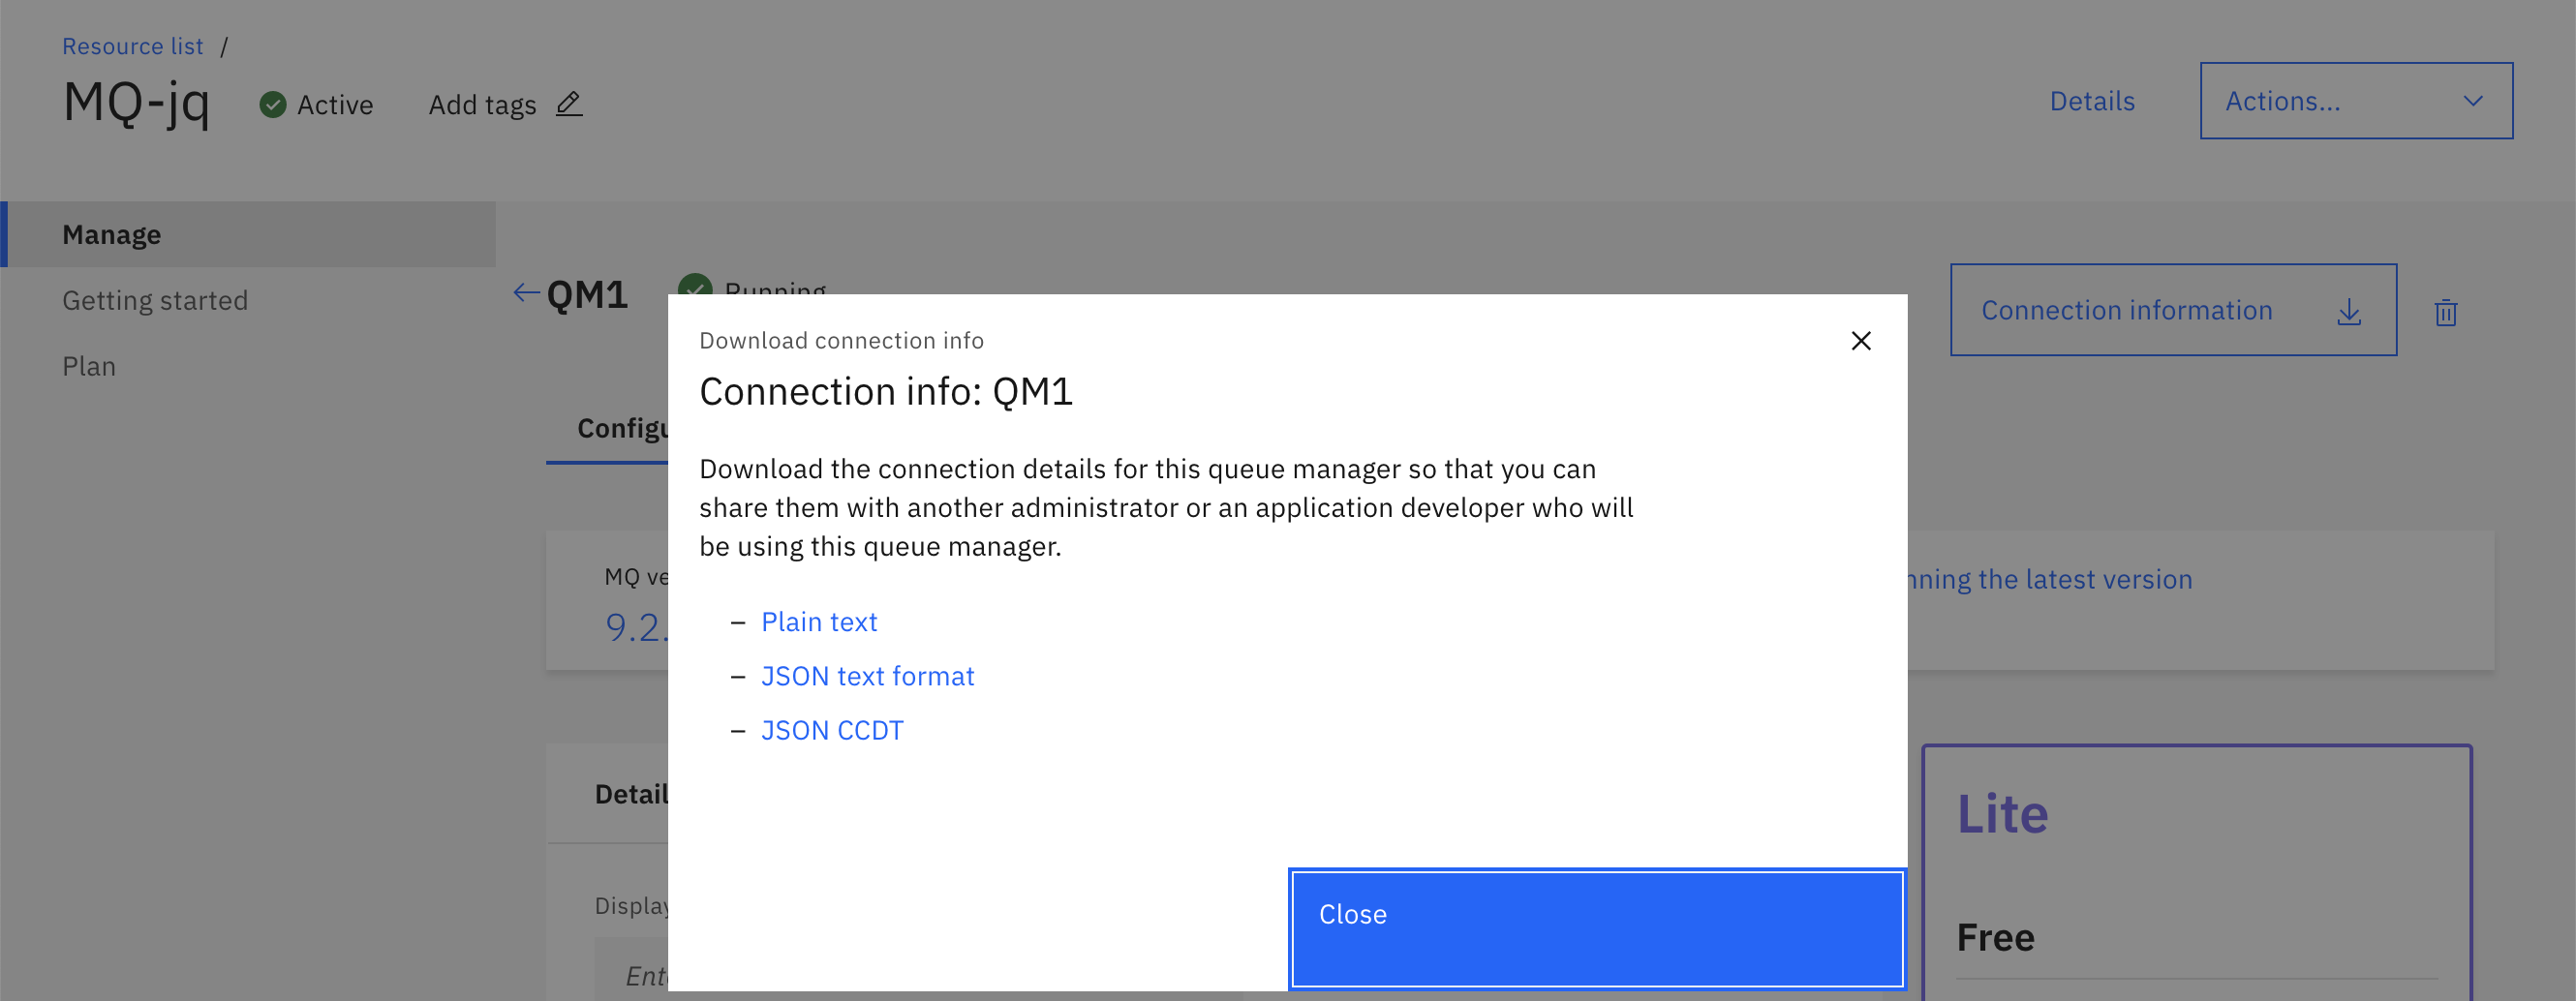 Resource list /
MQ-jq
Active
Add tags
Details
Actions...
Manage
Getting started
Plan
QM1
Running
Connection information
Download connection info
Connection info: QM1
Download the connection details for this queue manager so that you can
share them with another administrator or an application developer who will
be using this queue manager.
– Plain text
– JSON text format
– JSON CCDT
Close
Configu
MQ ve
9.2.
nning the latest version
Detail
Display
Ent
Lite
Free